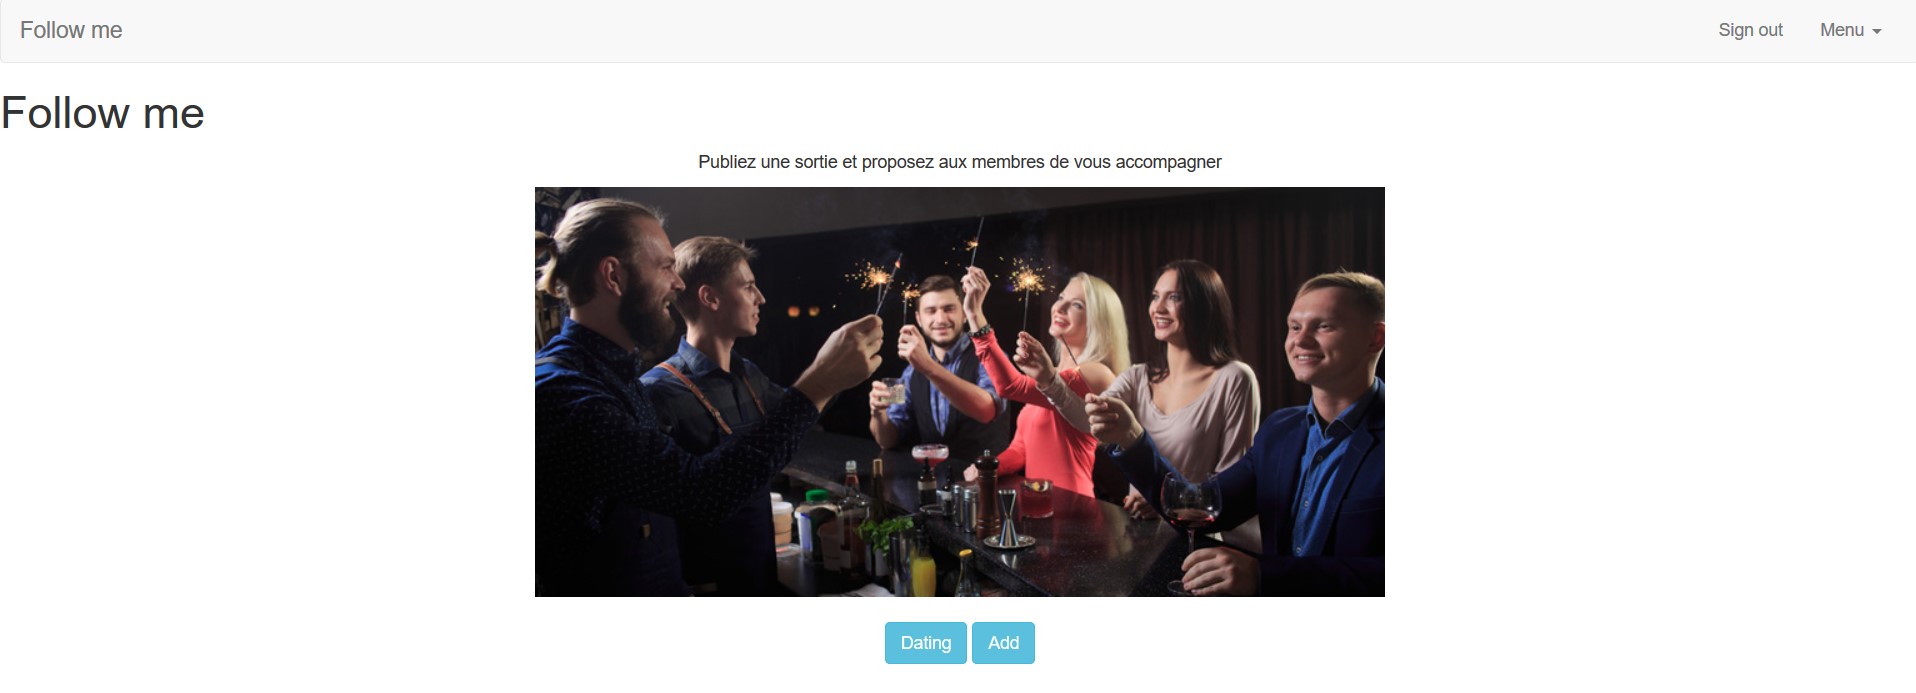 Follow me
Sign out
Menu
Follow me
Publiez une sortie et proposez aux membres de vous accompagner
Dating
Add